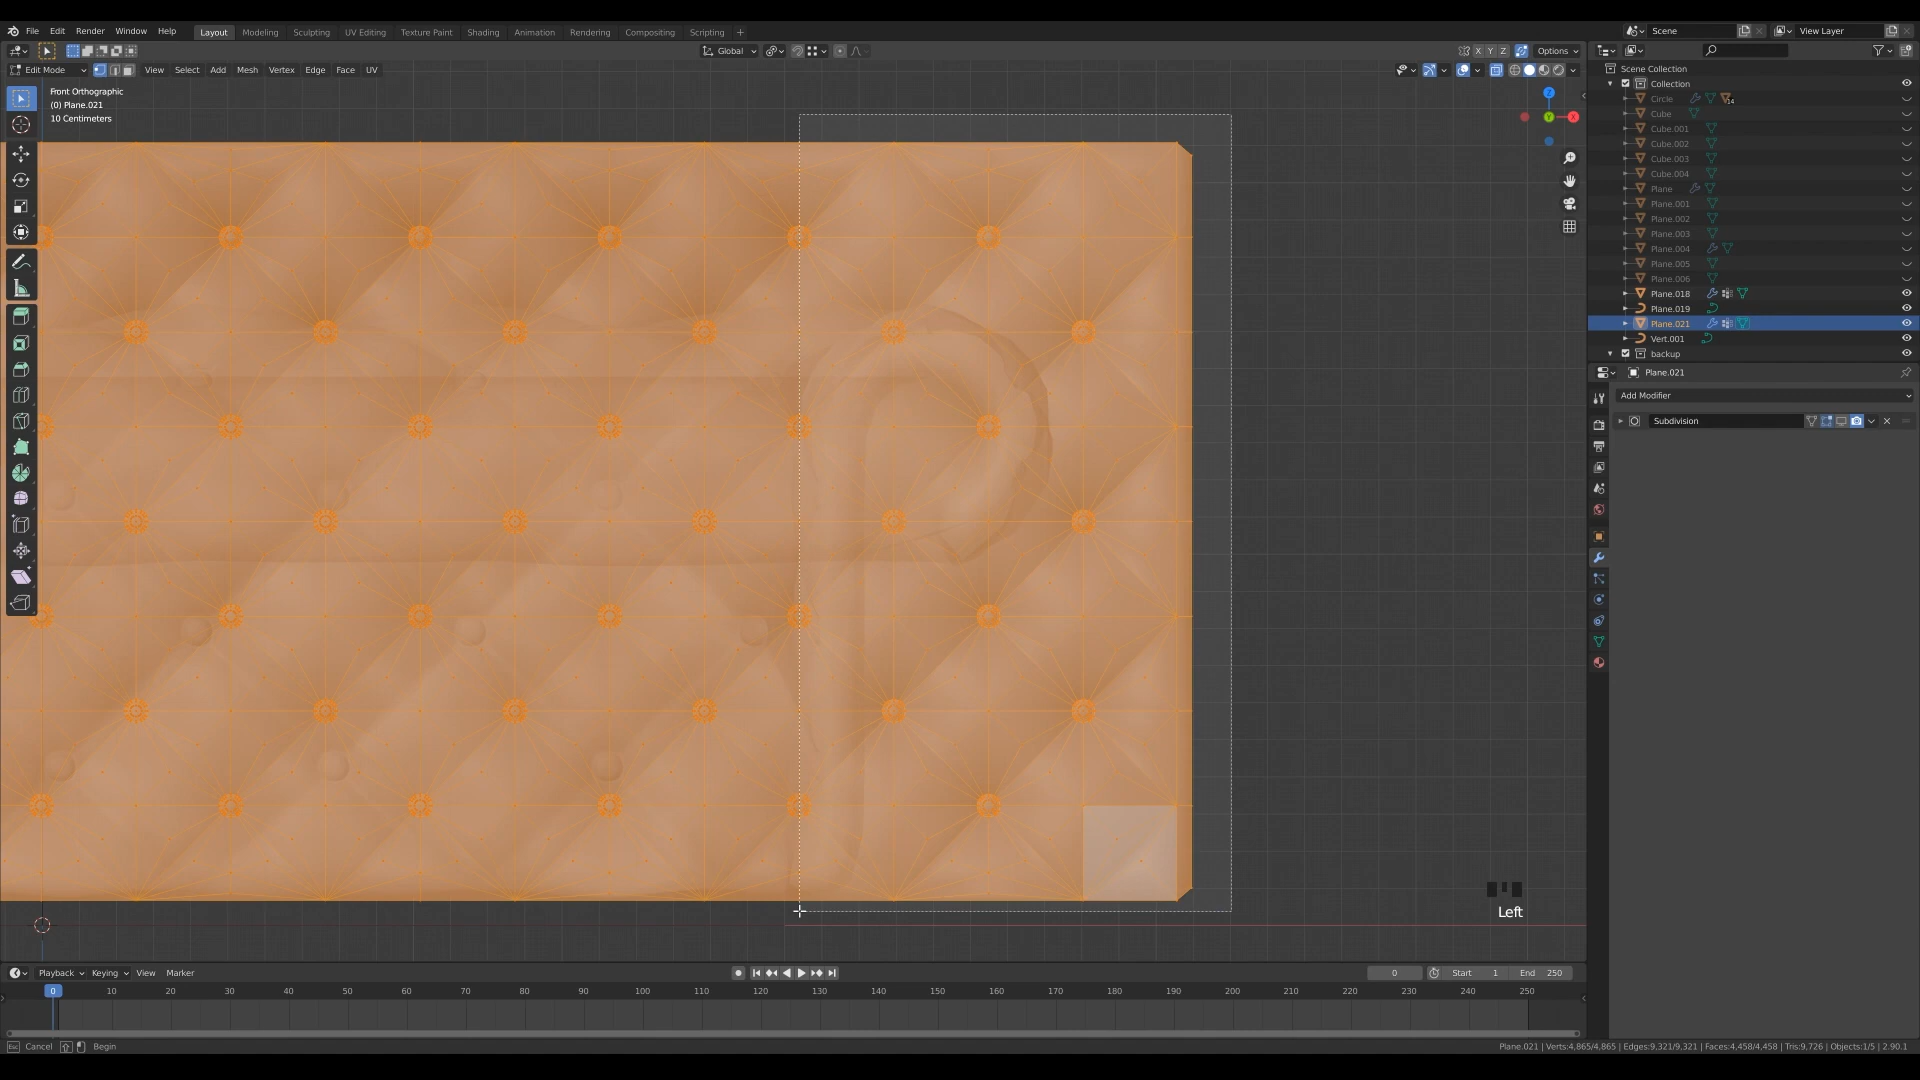 File Edit Render Window Help Layout Modeling Sculpting UV Editing Texture Paint Shading Animation Rendering Compositing Scripting + Scene View Layer
Global X Y Z Options
Edit Mode View Select Add Mesh Vertex Edge Face UV
Front Orthographic
(0) Plane.021
10 Centimeters
Z
Y
X
Scene Collection
Collection
Circle 14
Cube
Cube.001
Cube.002
Cube.003
Cube.004
Plane
Plane.001
Plane.002
Plane.003
Plane.004
Plane.005
Plane.006
Plane.018
Plane.019
Plane.021
Vert.001
backup
Plane.021
Add Modifier
Subdivision
Left
Playback Keying View Marker 0 Start 1 End 250
0 10 20 30 40 50 60 70 80 90 100 110 120 130 140 150 160 170 180 190 200 210 220 230 240 250
Esc Cancel Begin Plane.021 | Verts:4,865/4,865 | Edges:9,321/9,321 | Faces:4,458/4,458 | Tris:9,726 | Objects:1/5 | 2.90.1